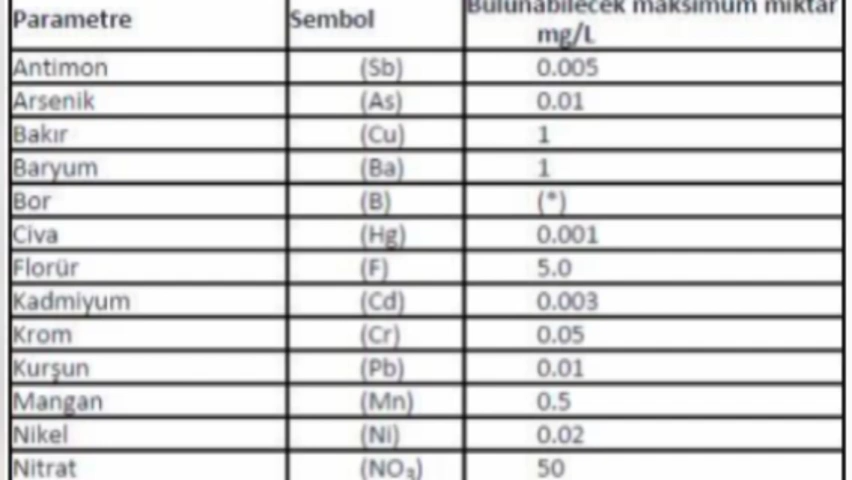 Parametre Sembol Bulunabilecek maksimum miktar
mg/L
Antimon (Sb) 0.005
Arsenik (As) 0.01
Bakır (Cu) 1
Baryum (Ba) 1
Bor (B) (*)
Civa (Hg) 0.001
Florür (F) 5.0
Kadmiyum (Cd) 0.003
Krom (Cr) 0.05
Kurşun (Pb) 0.01
Mangan (Mn) 0.5
Nikel (Ni) 0.02
Nitrat (NO₃) 50